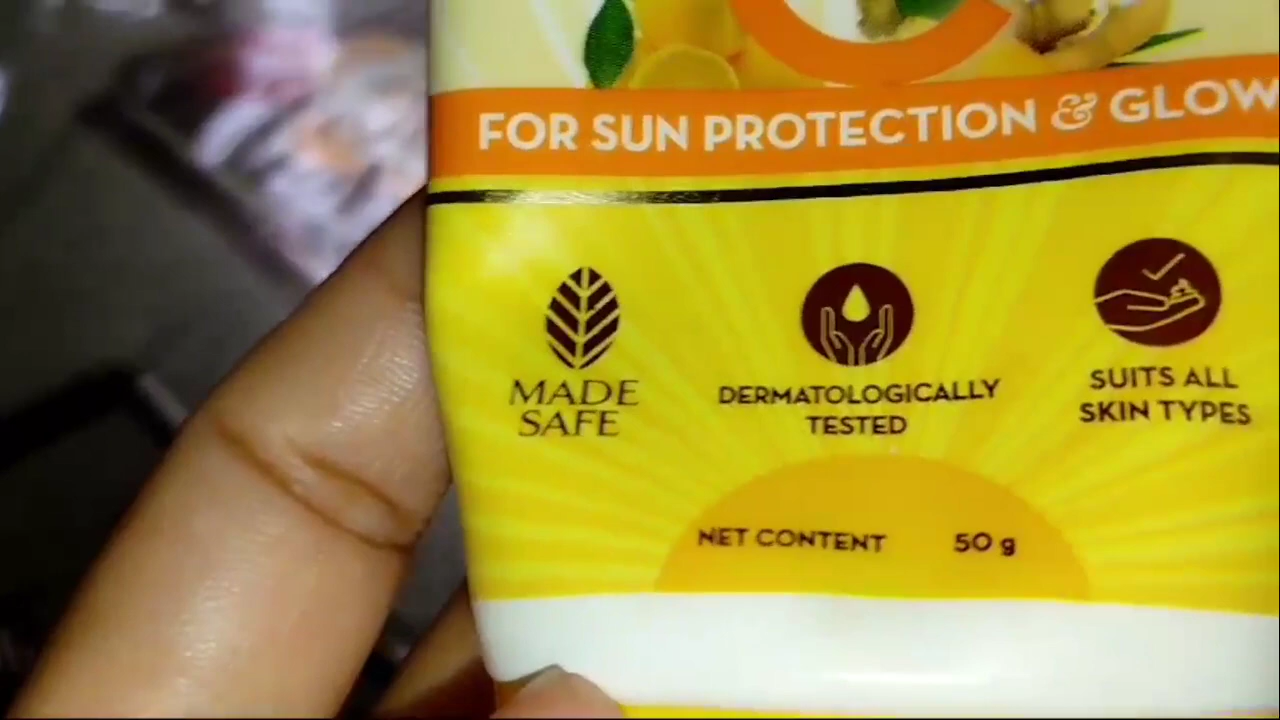 FOR SUN PROTECTION & GLOW
MADE
SAFE
DERMATOLOGICALLY
TESTED
SUITS ALL
SKIN TYPES
NET CONTENT 50 g